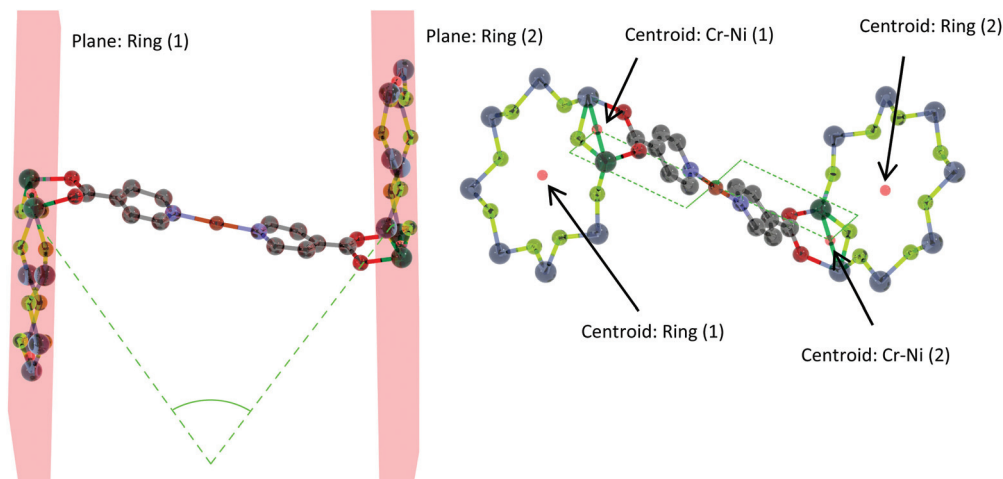 Plane: Ring (1)
Plane: Ring (2)
Centroid: Cr-Ni (1)
Centroid: Ring (2)
Centroid: Ring (1)
Centroid: Cr-Ni (2)